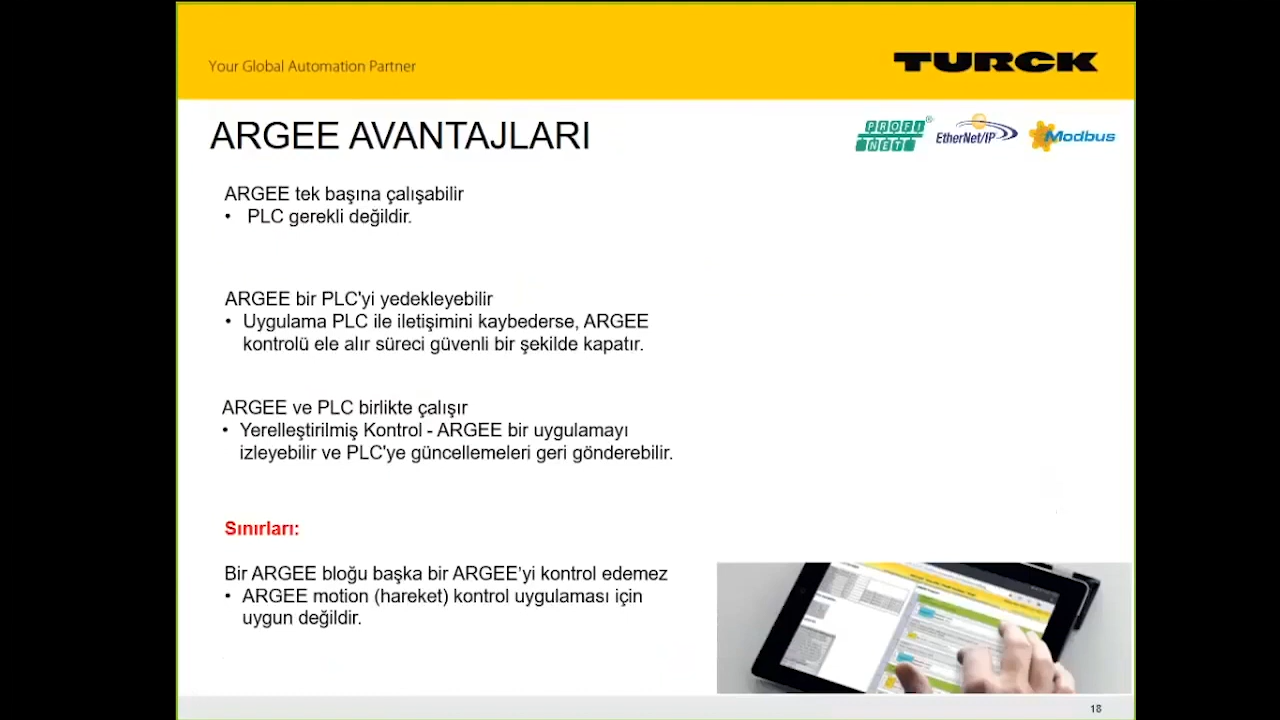 Your Global Automation Partner
TURCK
ARGEE AVANTAJLARI
PROFI
NET
EtherNet/IP
Modbus
ARGEE tek başına çalışabilir
• PLC gerekli değildir.
ARGEE bir PLC'yi yedekleyebilir
• Uygulama PLC ile iletişimini kaybederse, ARGEE
kontrolü ele alır süreci güvenli bir şekilde kapatır.
ARGEE ve PLC birlikte çalışır
• Yerelleştirilmiş Kontrol - ARGEE bir uygulamayı
izleyebilir ve PLC'ye güncellemeleri geri gönderebilir.
Sınırları:
Bir ARGEE bloğu başka bir ARGEE'yi kontrol edemez
• ARGEE motion (hareket) kontrol uygulaması için
uygun değildir.
18